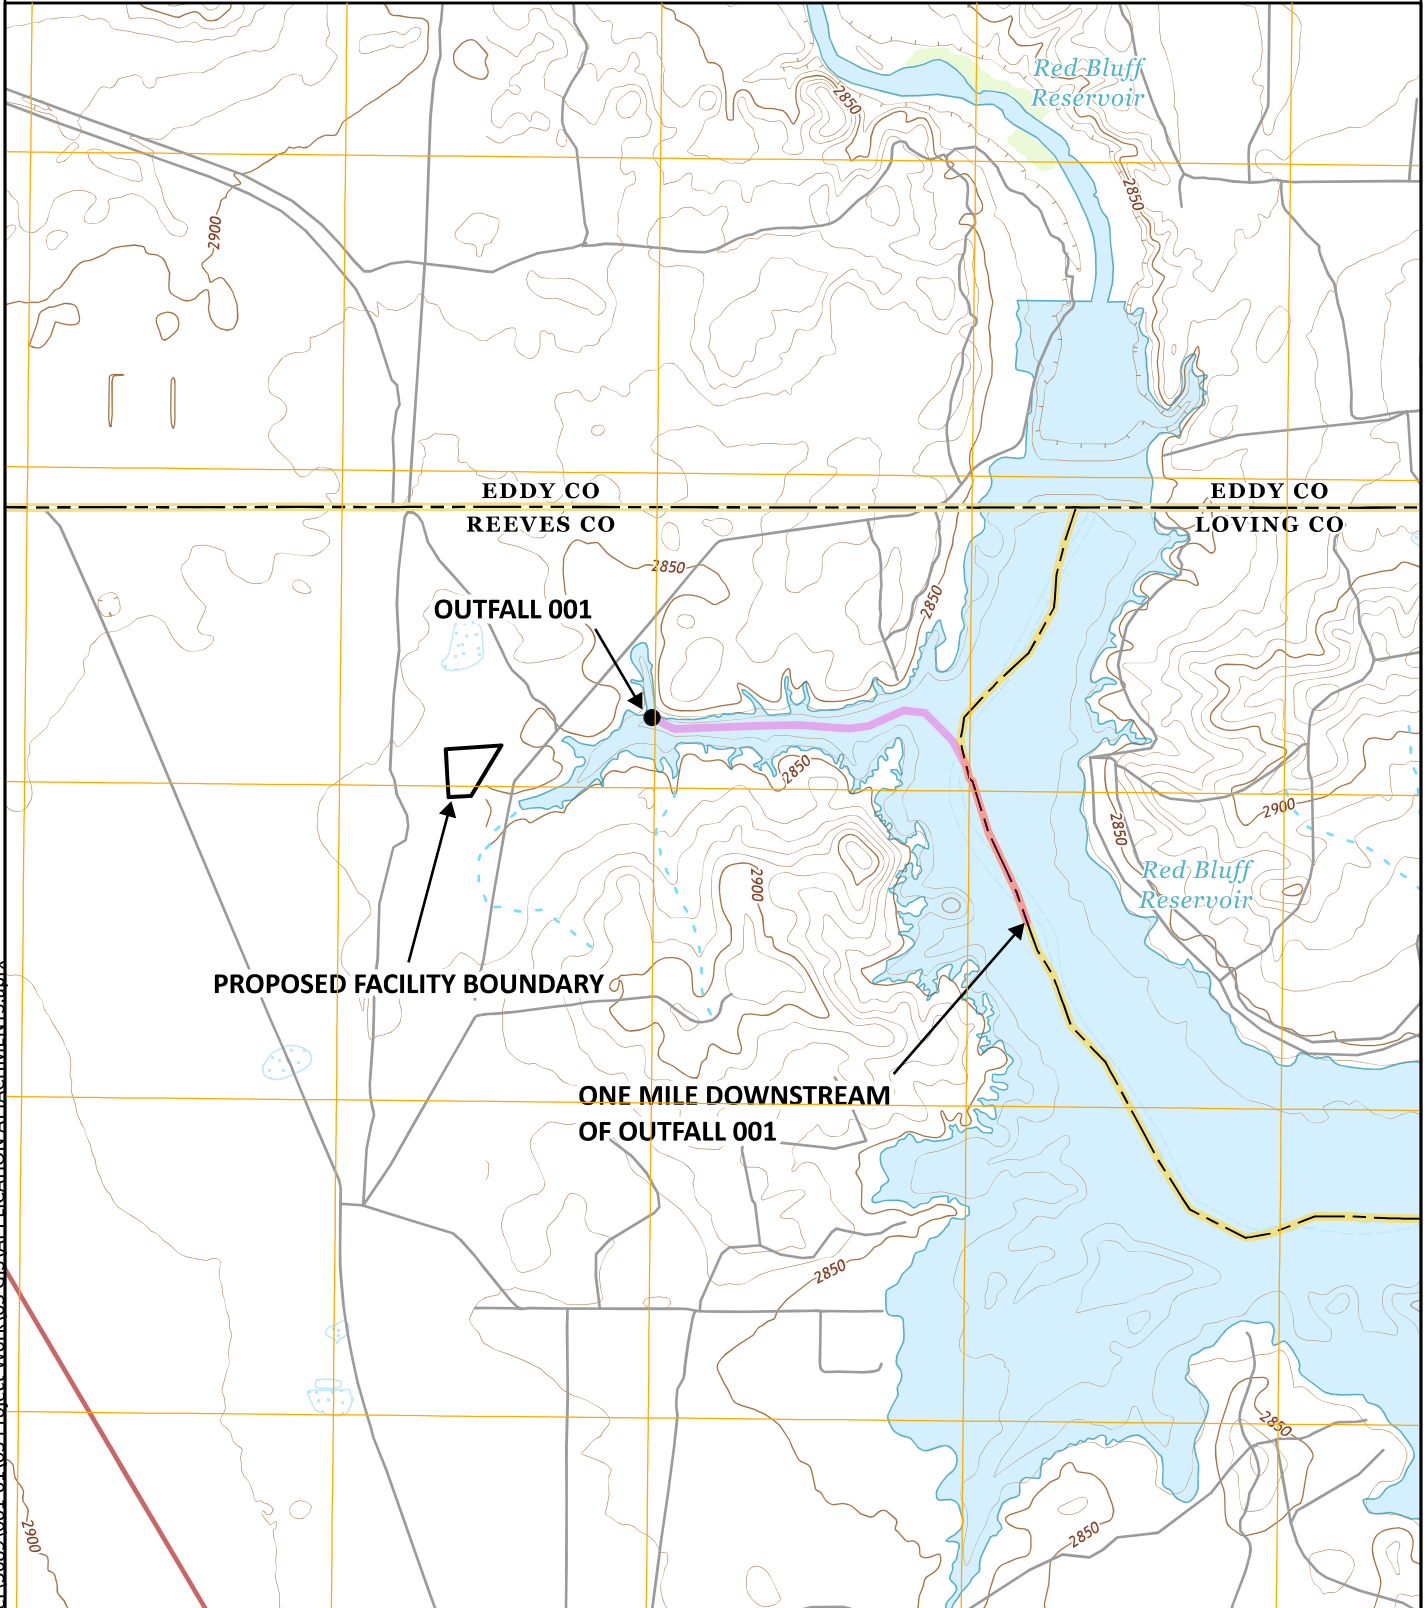 Red Bluff
Reservoir
2850
2850
2900
EDDY CO
EDDY CO
REEVES CO
LOVING CO
2850
2850
OUTFALL 001
2850
2900
2850
2900
Red Bluff
Reservoir
PROPOSED FACILITY BOUNDARY
ONE MILE DOWNSTREAM
OF OUTFALL 001
2850
2850
2900
2850